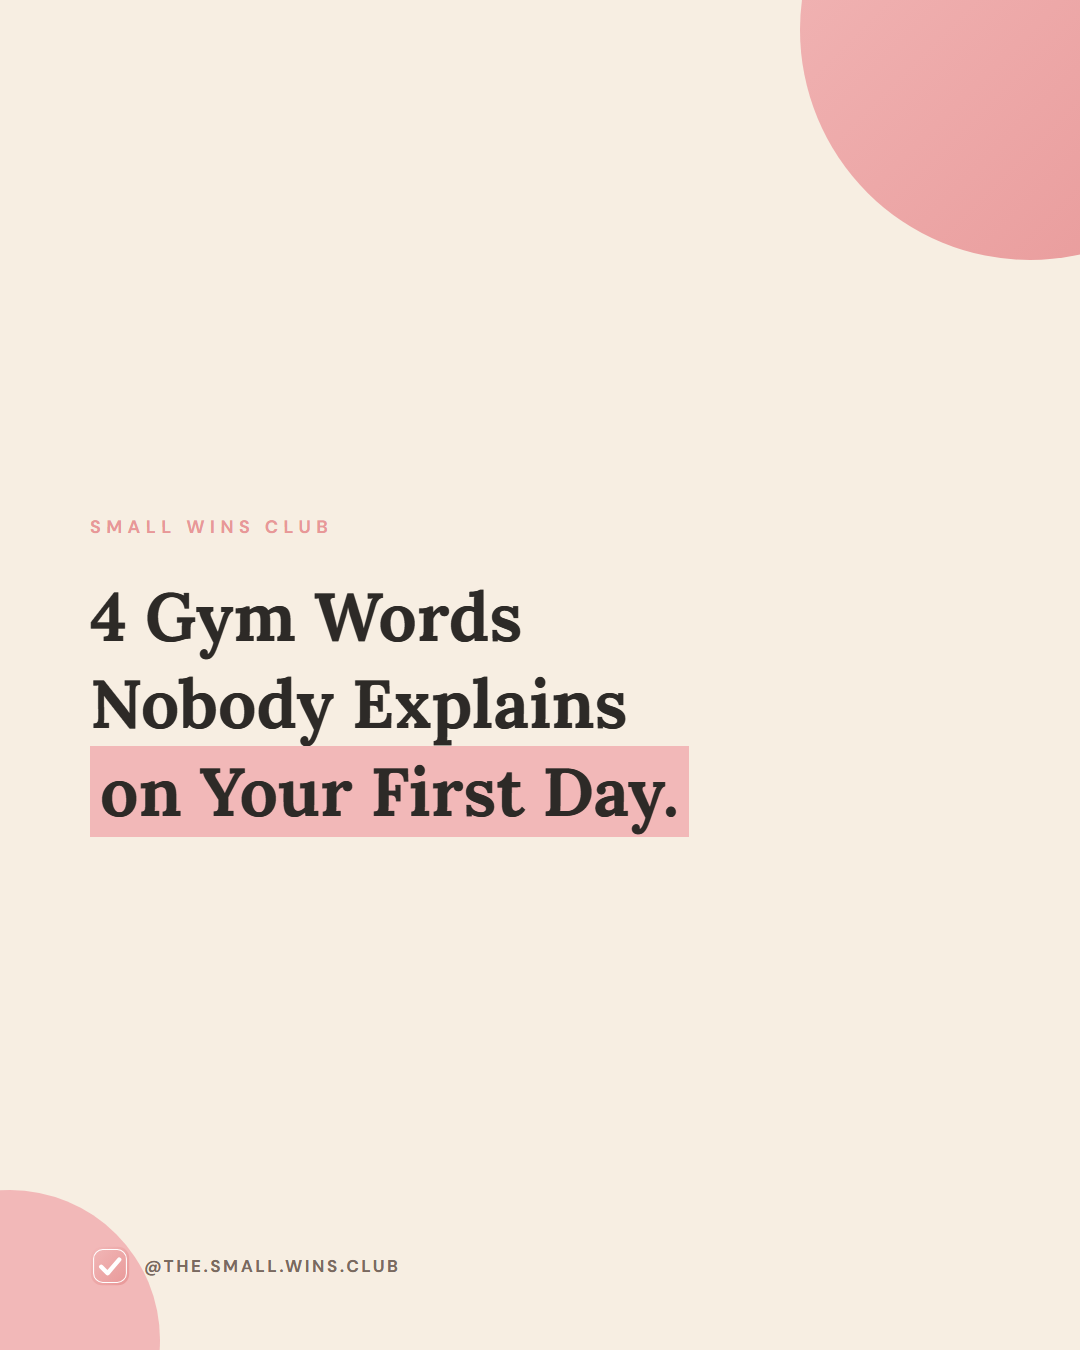 SMALL WINS CLUB
4 Gym Words
Nobody Explains
on Your First Day.
@THE.SMALL.WINS.CLUB